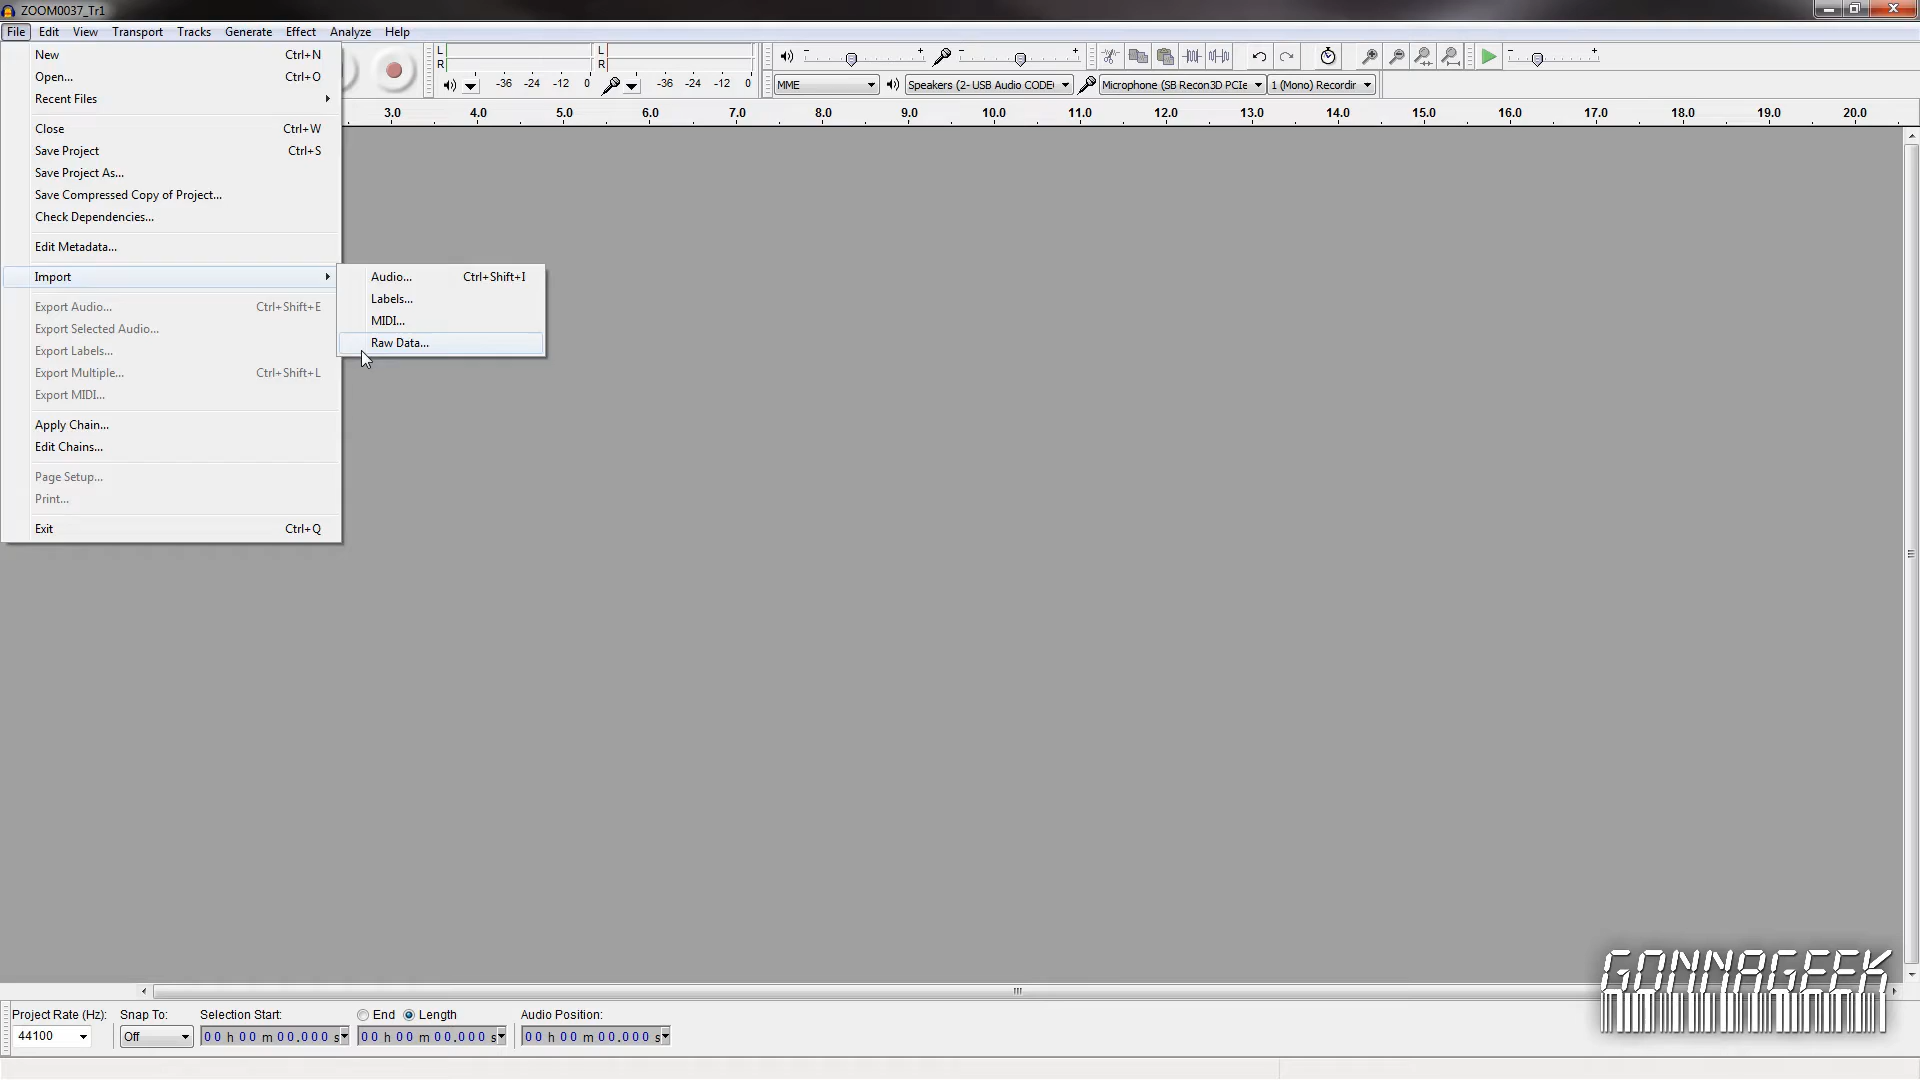 ZOOM0037_Tr1
File Edit View Transport Tracks Generate Effect Analyze Help
New Ctrl+N
Open... Ctrl+O
Recent Files
Close Ctrl+W
Save Project Ctrl+S
Save Project As...
Save Compressed Copy of Project...
Check Dependencies...
Edit Metadata...
Import
Export Audio... Ctrl+Shift+E
Export Selected Audio...
Export Labels...
Export Multiple... Ctrl+Shift+L
Export MIDI...
Apply Chain...
Edit Chains...
Page Setup...
Print...
Exit Ctrl+Q
Audio... Ctrl+Shift+I
Labels...
MIDI...
Raw Data...
L
R
-36 -24 -12 0
L
R
-36 -24 -12 0
- + - + - +
MME Speakers (2- USB Audio CODE( Microphone (SB Recon3D PCIe 1 (Mono) Recordir
3.0 4.0 5.0 6.0 7.0 8.0 9.0 10.0 11.0 12.0 13.0 14.0 15.0 16.0 17.0 18.0 19.0 20.0
GONNAGEEK
Project Rate (Hz): Snap To: Selection Start: End Length Audio Position:
44100 Off 00 h 00 m 00.000 s 00 h 00 m 00.000 s 00 h 00 m 00.000 s